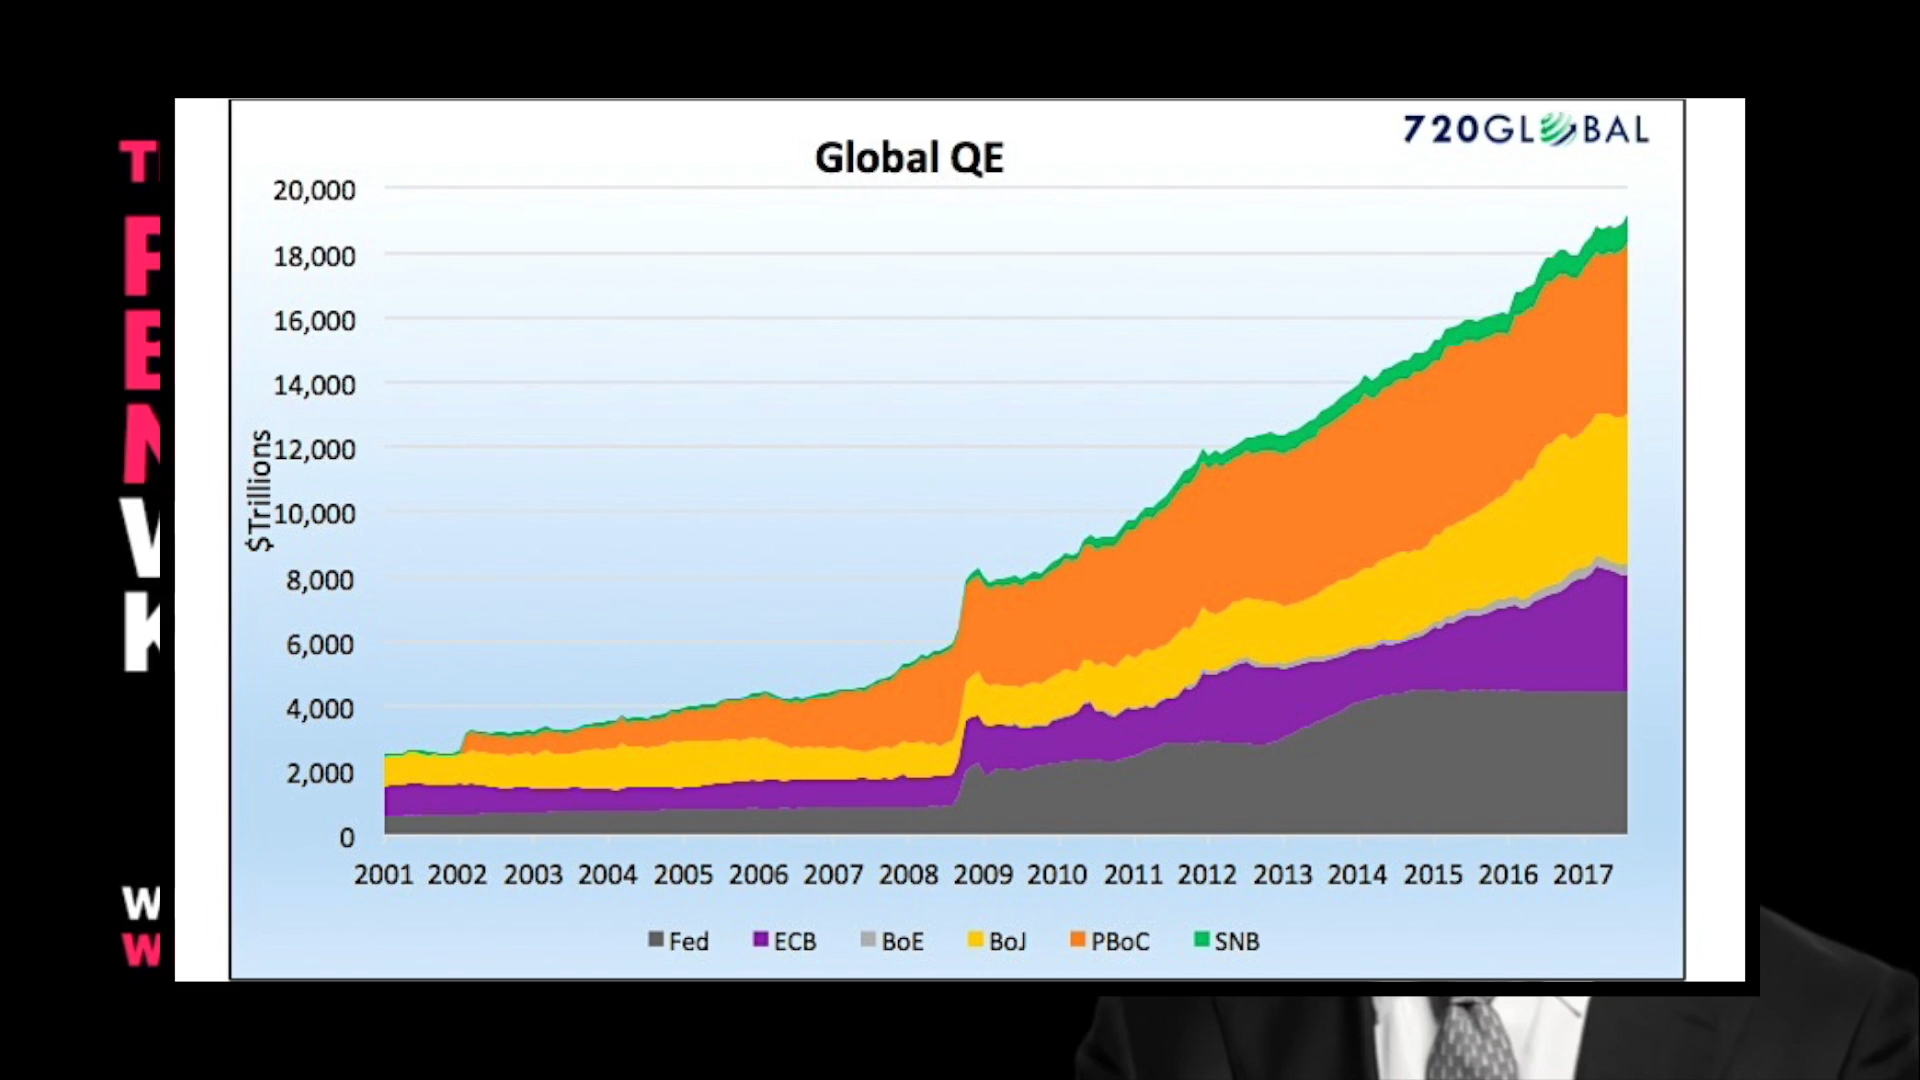 720GLOBAL
Global QE
20,000
18,000
16,000
14,000
12,000
10,000
8,000
6,000
4,000
2,000
0
$Trillions
2001 2002 2003 2004 2005 2006 2007 2008 2009 2010 2011 2012 2013 2014 2015 2016 2017
Fed ECB BoE BoJ PBoC SNB